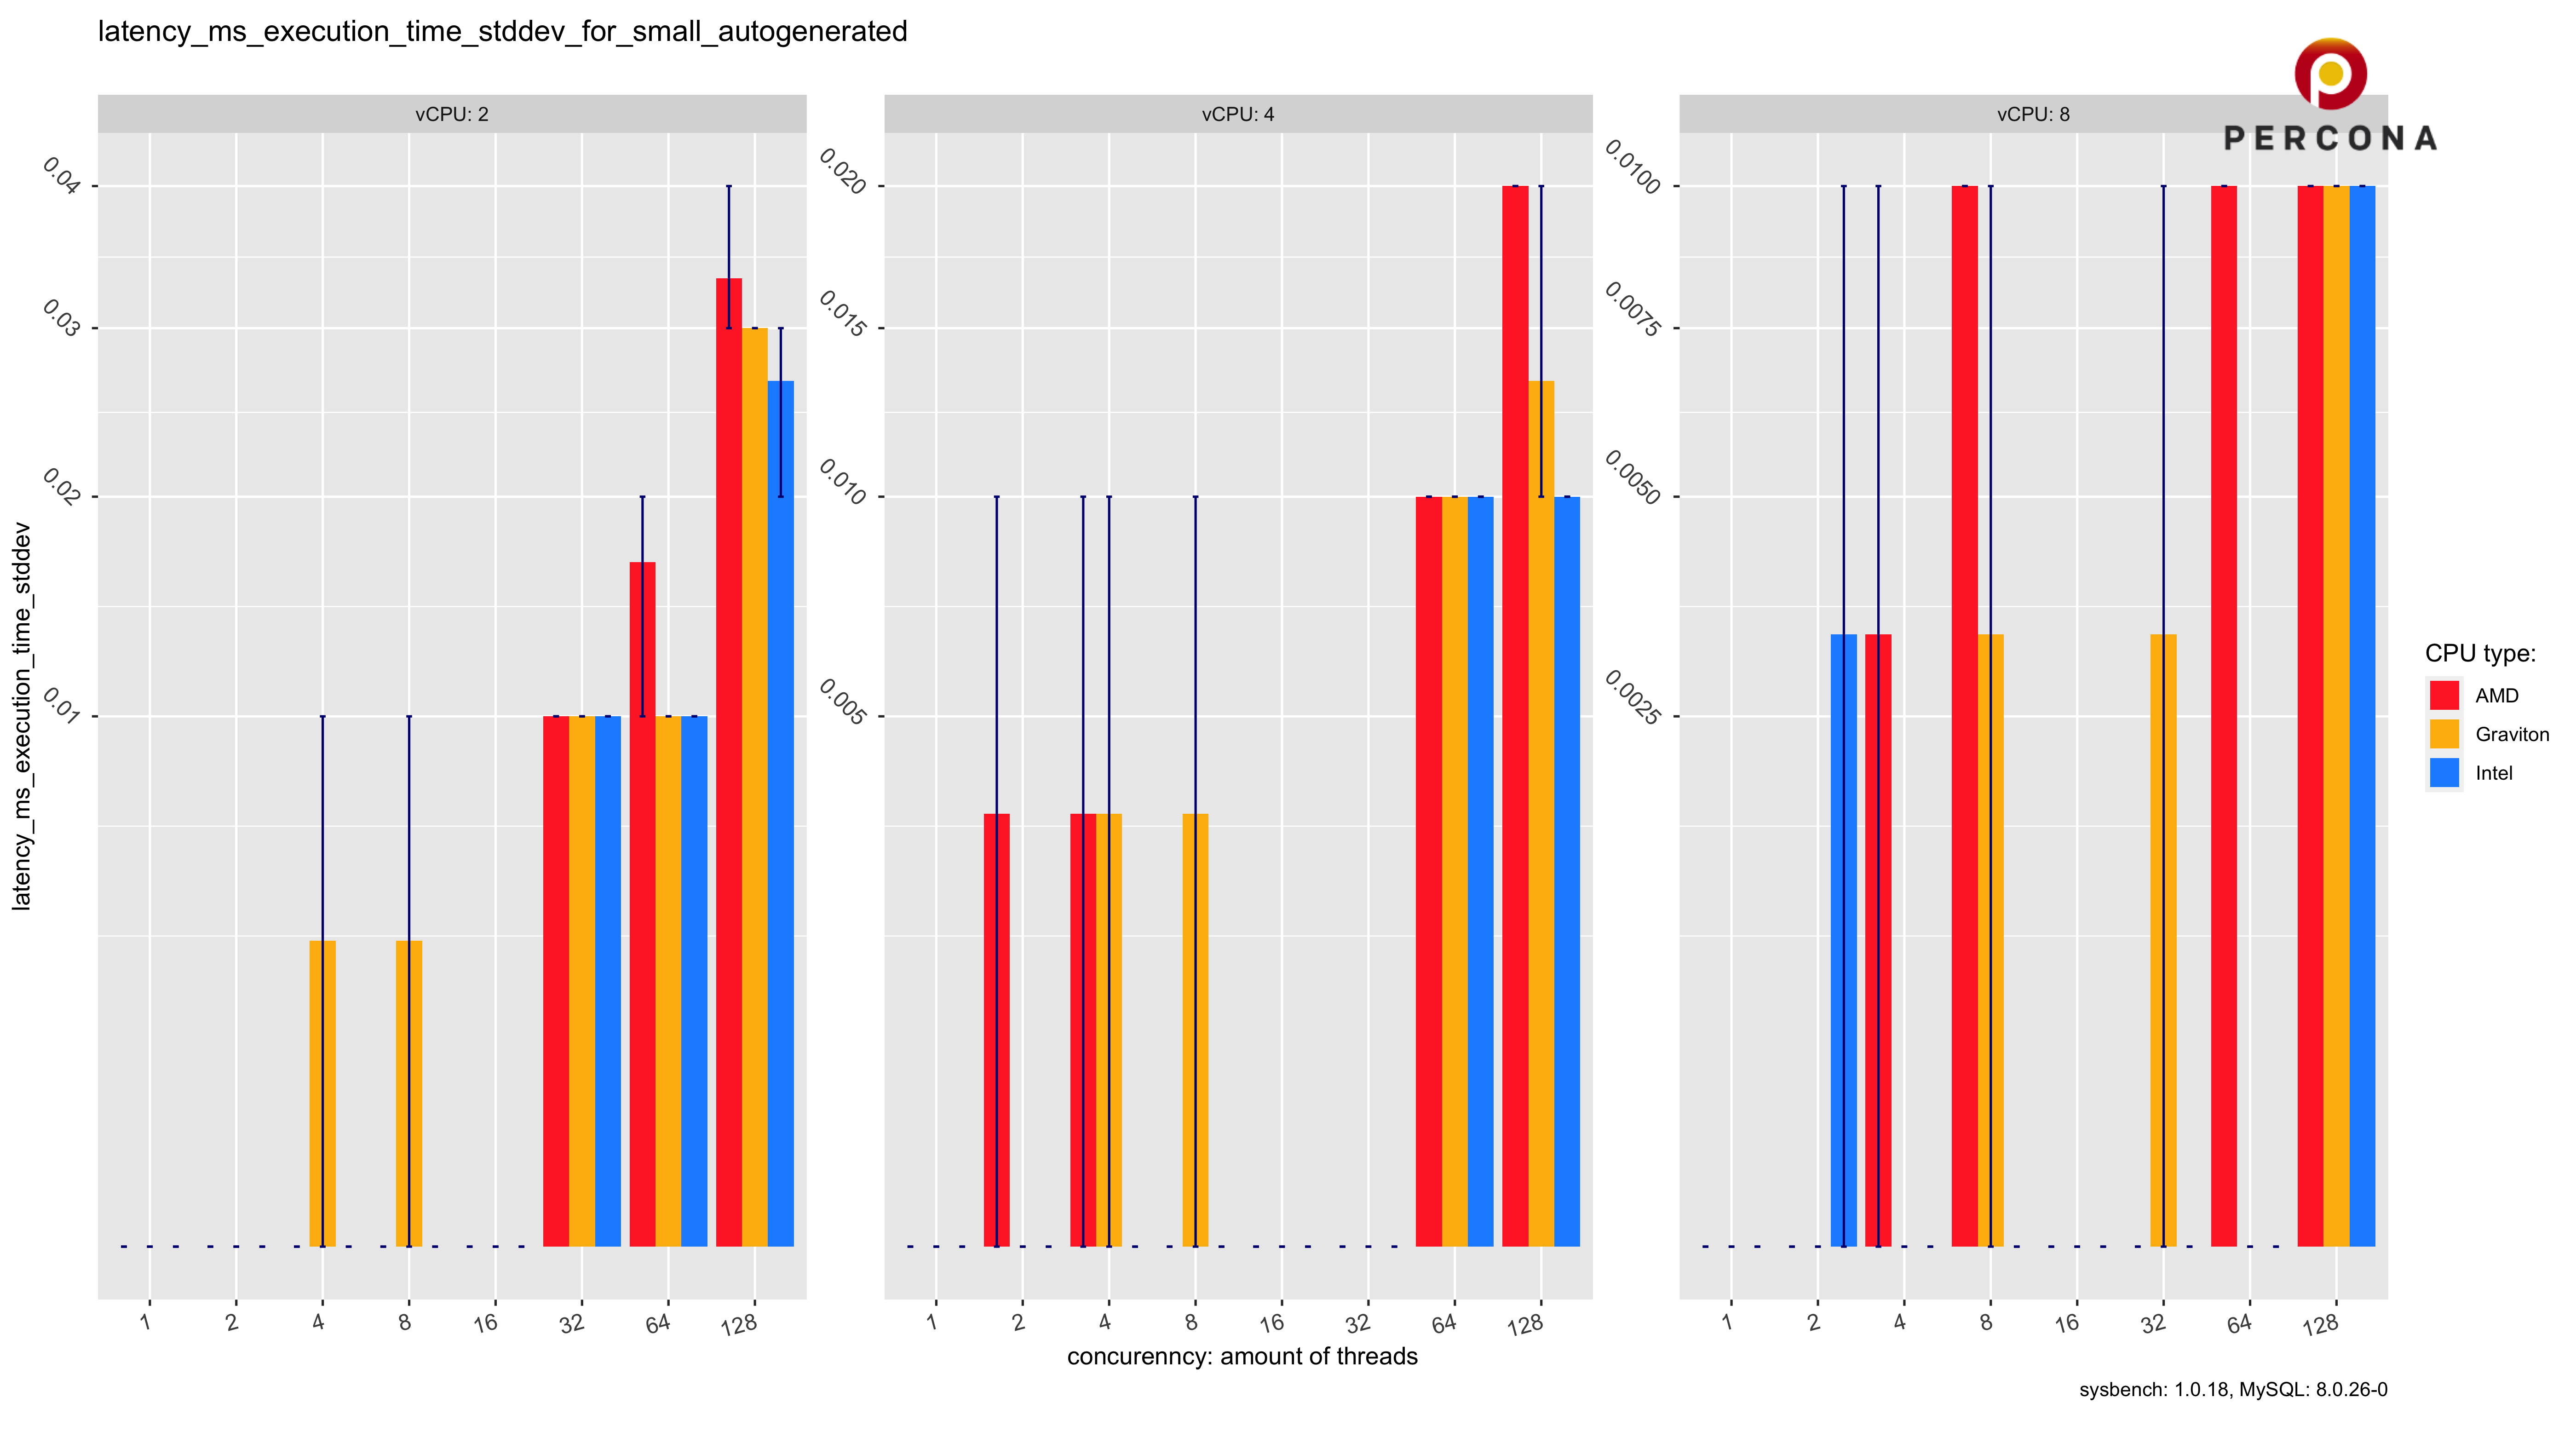 latency_ms_execution_time_stddev_for_small_autogenerated
PERCONA
vCPU: 2
vCPU: 4
vCPU: 8
latency_ms_execution_time_stddev
0.04
0.03
0.02
0.01
0.020
0.015
0.010
0.005
0.0100
0.0075
0.0050
0.0025
CPU type:
AMD
Graviton
Intel
1 2 4 8 16 32 64 128
1 2 4 8 16 32 64 128
1 2 4 8 16 32 64 128
concurenncy: amount of threads
sysbench: 1.0.18, MySQL: 8.0.26-0